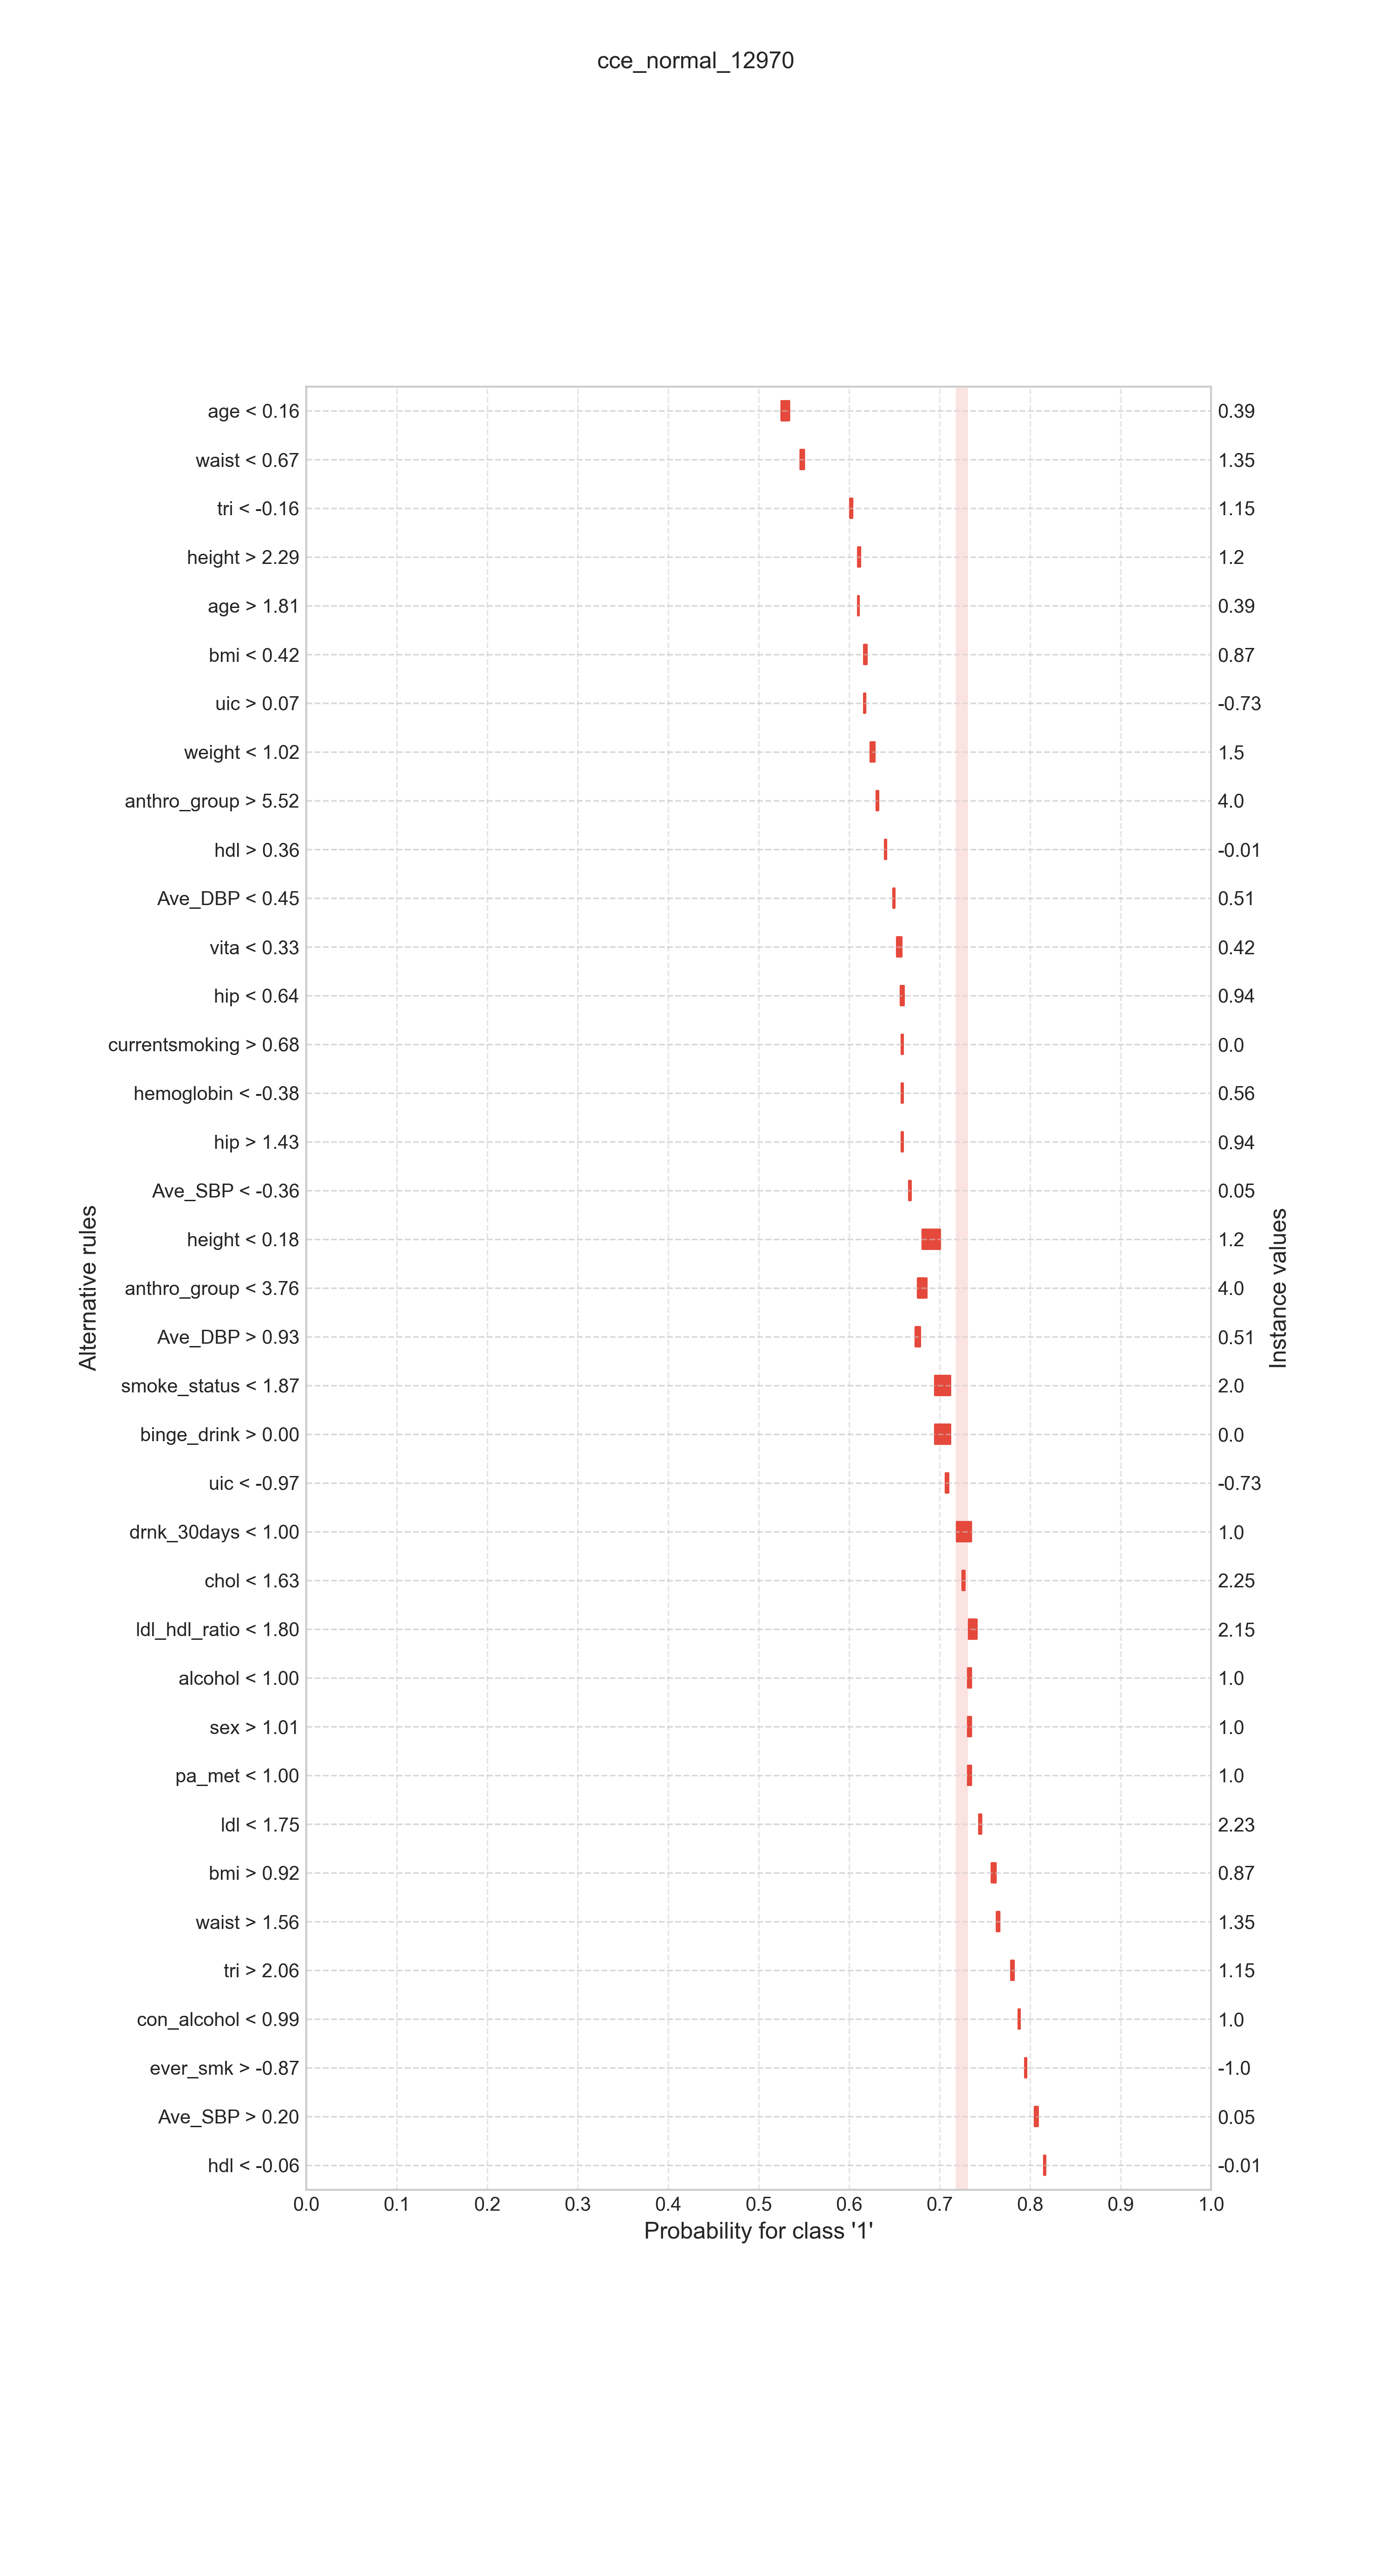 cce_normal_12970
age < 0.16 0.39
waist < 0.67 1.35
tri < -0.16 1.15
height > 2.29 1.2
age > 1.81 0.39
bmi < 0.42 0.87
uic > 0.07 -0.73
weight < 1.02 1.5
anthro_group > 5.52 4.0
hdl > 0.36 -0.01
Ave_DBP < 0.45 0.51
vita < 0.33 0.42
hip < 0.64 0.94
currentsmoking > 0.68 0.0
hemoglobin < -0.38 0.56
hip > 1.43 0.94
Ave_SBP < -0.36 0.05
height < 0.18 1.2
anthro_group < 3.76 4.0
Ave_DBP > 0.93 0.51
smoke_status < 1.87 2.0
binge_drink > 0.00 0.0
uic < -0.97 -0.73
drnk_30days < 1.00 1.0
chol < 1.63 2.25
ldl_hdl_ratio < 1.80 2.15
alcohol < 1.00 1.0
sex > 1.01 1.0
pa_met < 1.00 1.0
ldl < 1.75 2.23
bmi > 0.92 0.87
waist > 1.56 1.35
tri > 2.06 1.15
con_alcohol < 0.99 1.0
ever_smk > -0.87 -1.0
Ave_SBP > 0.20 0.05
hdl < -0.06 -0.01
Alternative rules
Instance values
0.0 0.1 0.2 0.3 0.4 0.5 0.6 0.7 0.8 0.9 1.0
Probability for class '1'